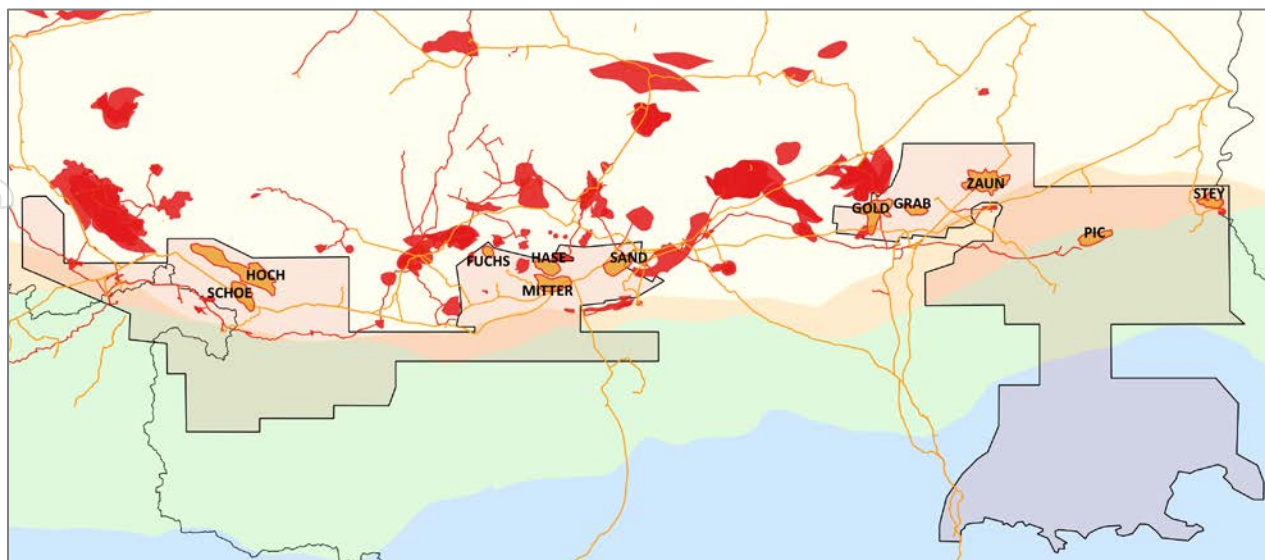 ZAUN
STEY
GOLD
GRAB
PIC
FUCHS
HASE
SAND
HOCH
MITTER
SCHOE